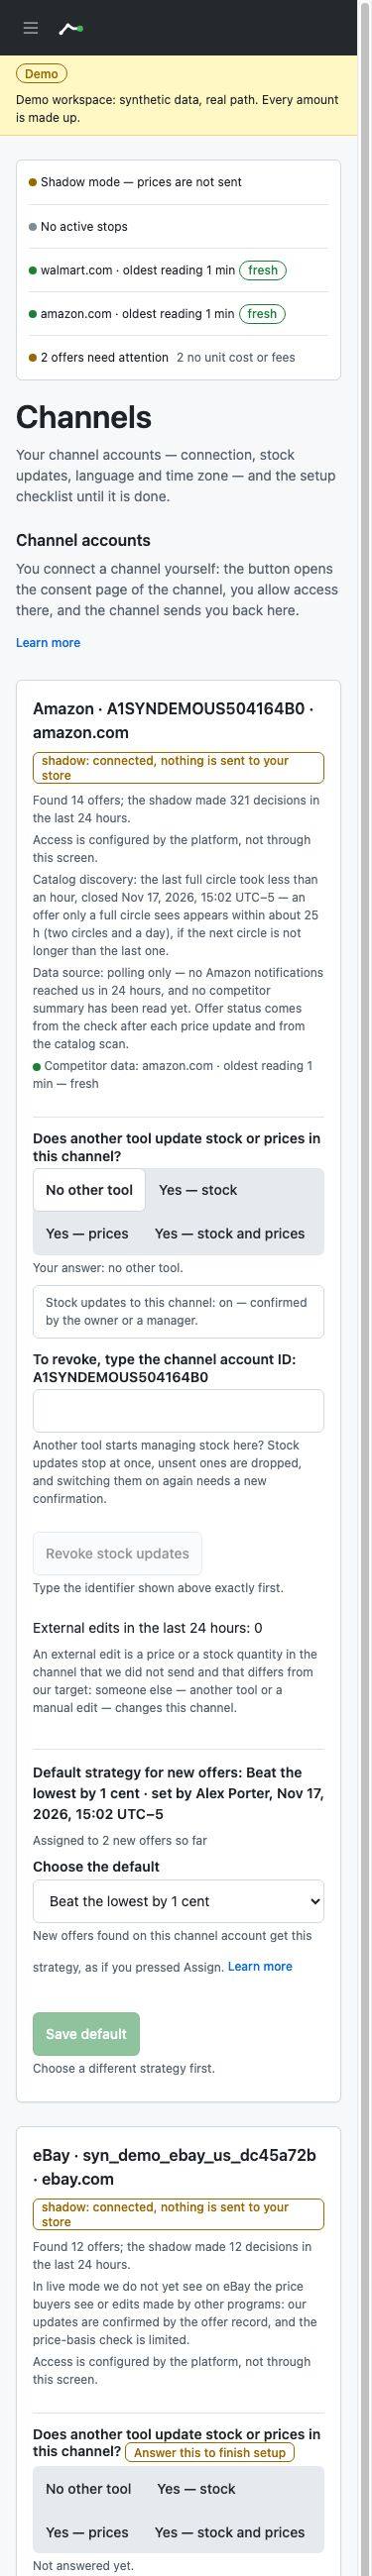 Demo
Demo workspace: synthetic data, real path. Every amount
is made up.
Shadow mode — prices are not sent
No active stops
walmart.com · oldest reading 1 min fresh
amazon.com · oldest reading 1 min fresh
2 offers need attention 2 no unit cost or fees
Channels
Your channel accounts — connection, stock
updates, language and time zone — and the setup
checklist until it is done.
Channel accounts
You connect a channel yourself: the button opens
the consent page of the channel, you allow access
there, and the channel sends you back here.
Learn more
Amazon · A1SYNDEMOUS504164B0 ·
amazon.com
shadow: connected, nothing is sent to your
store
Found 14 offers; the shadow made 321 decisions in
the last 24 hours.
Access is configured by the platform, not through
this screen.
Catalog discovery: the last full circle took less than
an hour, closed Nov 17, 2026, 15:02 UTC−5 — an
offer only a full circle sees appears within about 25
h (two circles and a day), if the next circle is not
longer than the last one.
Data source: polling only — no Amazon notifications
reached us in 24 hours, and no competitor
summary has been read yet. Offer status comes
from the check after each price update and from
the catalog scan.
Competitor data: amazon.com · oldest reading 1
min — fresh
Does another tool update stock or prices in
this channel?
No other tool Yes — stock
Yes — prices Yes — stock and prices
Your answer: no other tool.
Stock updates to this channel: on — confirmed
by the owner or a manager.
To revoke, type the channel account ID:
A1SYNDEMOUS504164B0
Another tool starts managing stock here? Stock
updates stop at once, unsent ones are dropped,
and switching them on again needs a new
confirmation.
Revoke stock updates
Type the identifier shown above exactly first.
External edits in the last 24 hours: 0
An external edit is a price or a stock quantity in the
channel that we did not send and that differs from
our target: someone else — another tool or a
manual edit — changes this channel.
Default strategy for new offers: Beat the
lowest by 1 cent · set by Alex Porter, Nov 17,
2026, 15:02 UTC−5
Assigned to 2 new offers so far
Choose the default
Beat the lowest by 1 cent
New offers found on this channel account get this
strategy, as if you pressed Assign. Learn more
Save default
Choose a different strategy first.
eBay · syn_demo_ebay_us_dc45a72b
· ebay.com
shadow: connected, nothing is sent to your
store
Found 12 offers; the shadow made 12 decisions in
the last 24 hours.
In live mode we do not yet see on eBay the price
buyers see or edits made by other programs: our
updates are confirmed by the offer record, and the
price-basis check is limited.
Access is configured by the platform, not through
this screen.
Does another tool update stock or prices in
this channel? Answer this to finish setup
No other tool Yes — stock
Yes — prices Yes — stock and prices
Not answered yet.